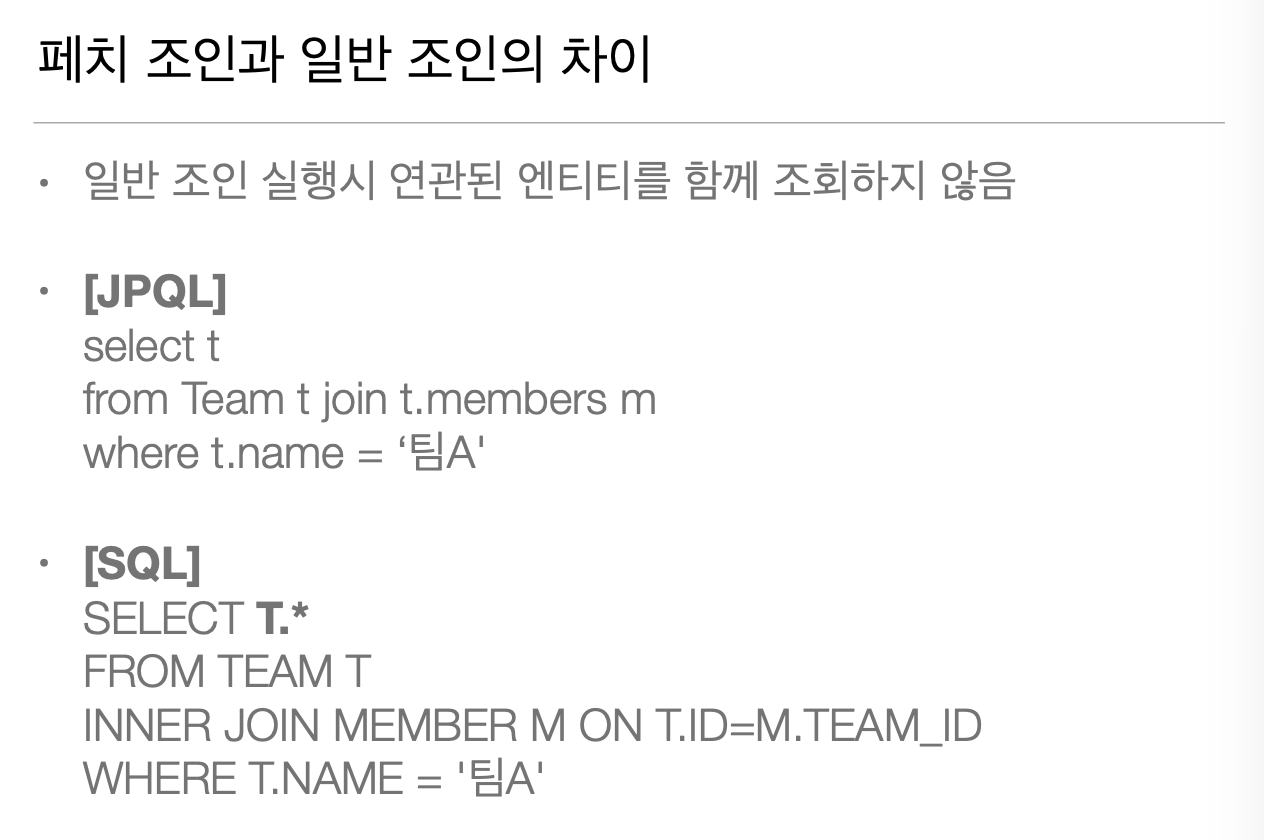 페치 조인과 일반 조인의 차이
• 일반 조인 실행시 연관된 엔티티를 함께 조회하지 않음
• [JPQL]
select t
from Team t join t.members m
where t.name = ‘팀A'
• [SQL]
SELECT T.*
FROM TEAM T
INNER JOIN MEMBER M ON T.ID=M.TEAM_ID
WHERE T.NAME = '팀A'